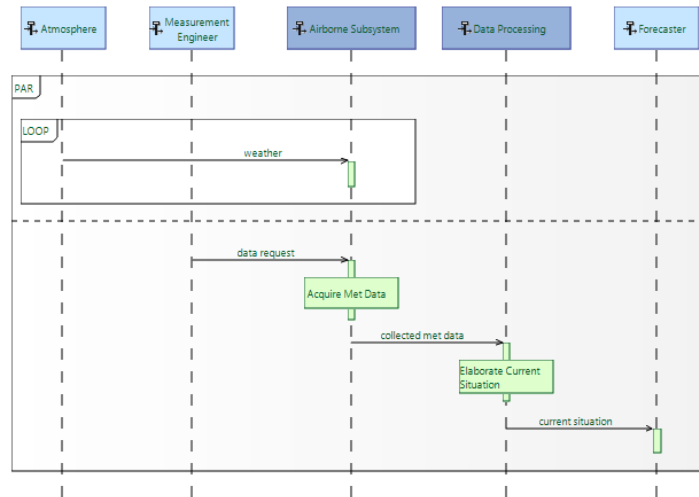 Atmosphere
Measurement
Engineer
Airborne Subsystem
Data Processing
Forecaster
PAR
LOOP
weather
data request
Acquire Met Data
collected met data
Elaborate Current
Situation
current situation